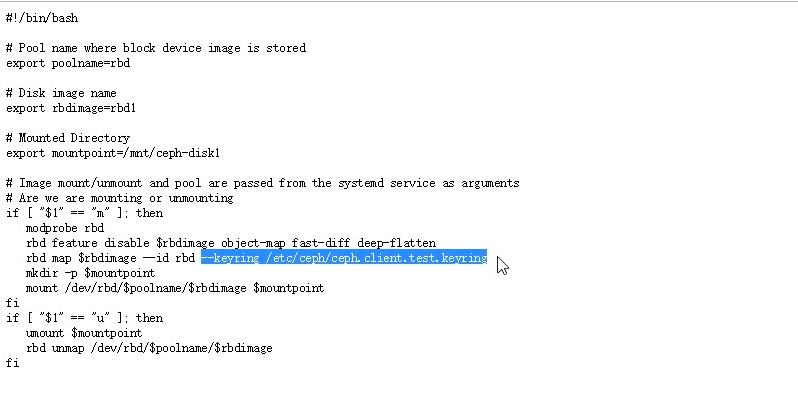 #!/bin/bash
# Pool name where block device image is stored
export poolname=rbd
# Disk image name
export rbdimage=rbd1
# Mounted Directory
export mountpoint=/mnt/ceph-disk1
# Image mount/unmount and pool are passed from the systemd service as arguments
# Are we are mounting or unmounting
if [ "$1" == "m" ]; then
   modprobe rbd
   rbd feature disable $rbdimage object-map fast-diff deep-flatten
   rbd map $rbdimage --id rbd --keyring /etc/ceph/ceph.client.test.keyring
   mkdir -p $mountpoint
   mount /dev/rbd/$poolname/$rbdimage $mountpoint
fi
if [ "$1" == "u" ]; then
   umount $mountpoint
   rbd unmap /dev/rbd/$poolname/$rbdimage
fi